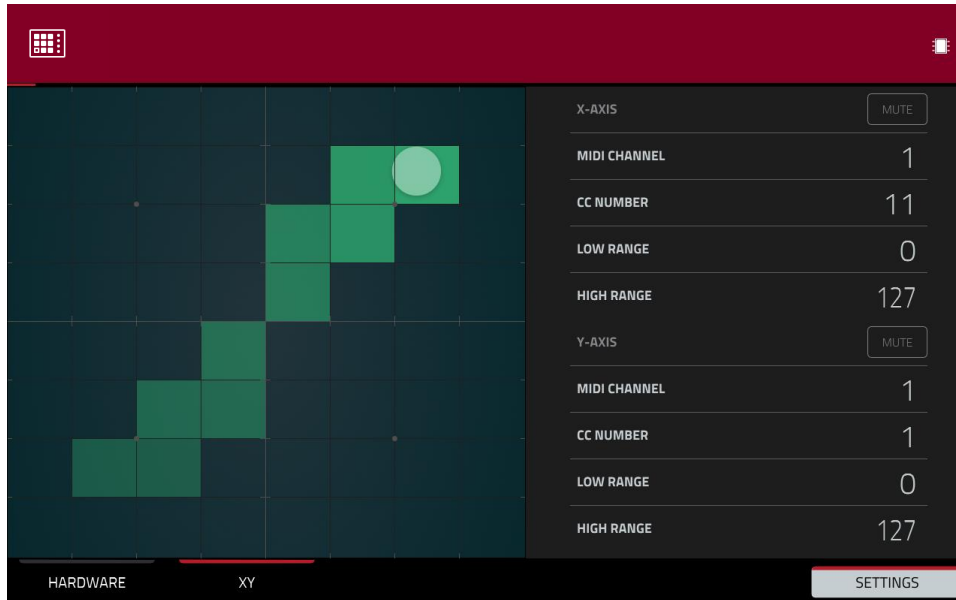 X-AXIS MUTE
MIDI CHANNEL 1
CC NUMBER 11
LOW RANGE 0
HIGH RANGE 127
Y-AXIS MUTE
MIDI CHANNEL 1
CC NUMBER 1
LOW RANGE 0
HIGH RANGE 127
HARDWARE XY SETTINGS